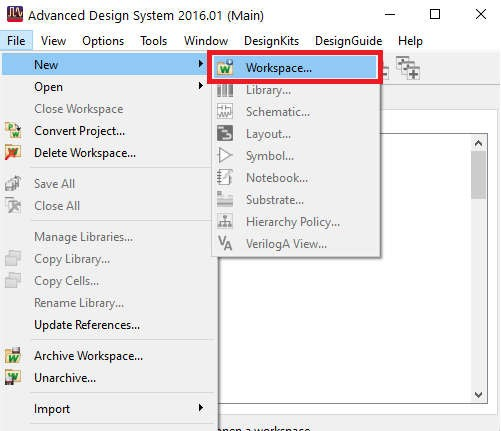 Advanced Design System 2016.01 (Main)
File View Options Tools Window DesignKits DesignGuide Help
New
Workspace...
Open
Library...
Close Workspace
Schematic...
Convert Project...
Layout...
Delete Workspace...
Symbol...
Save All
Notebook...
Close All
Substrate...
Manage Libraries...
Hierarchy Policy...
Copy Library...
VerilogA View...
Copy Cells...
Rename Library...
Update References...
Archive Workspace...
Unarchive...
Import
open a workspace